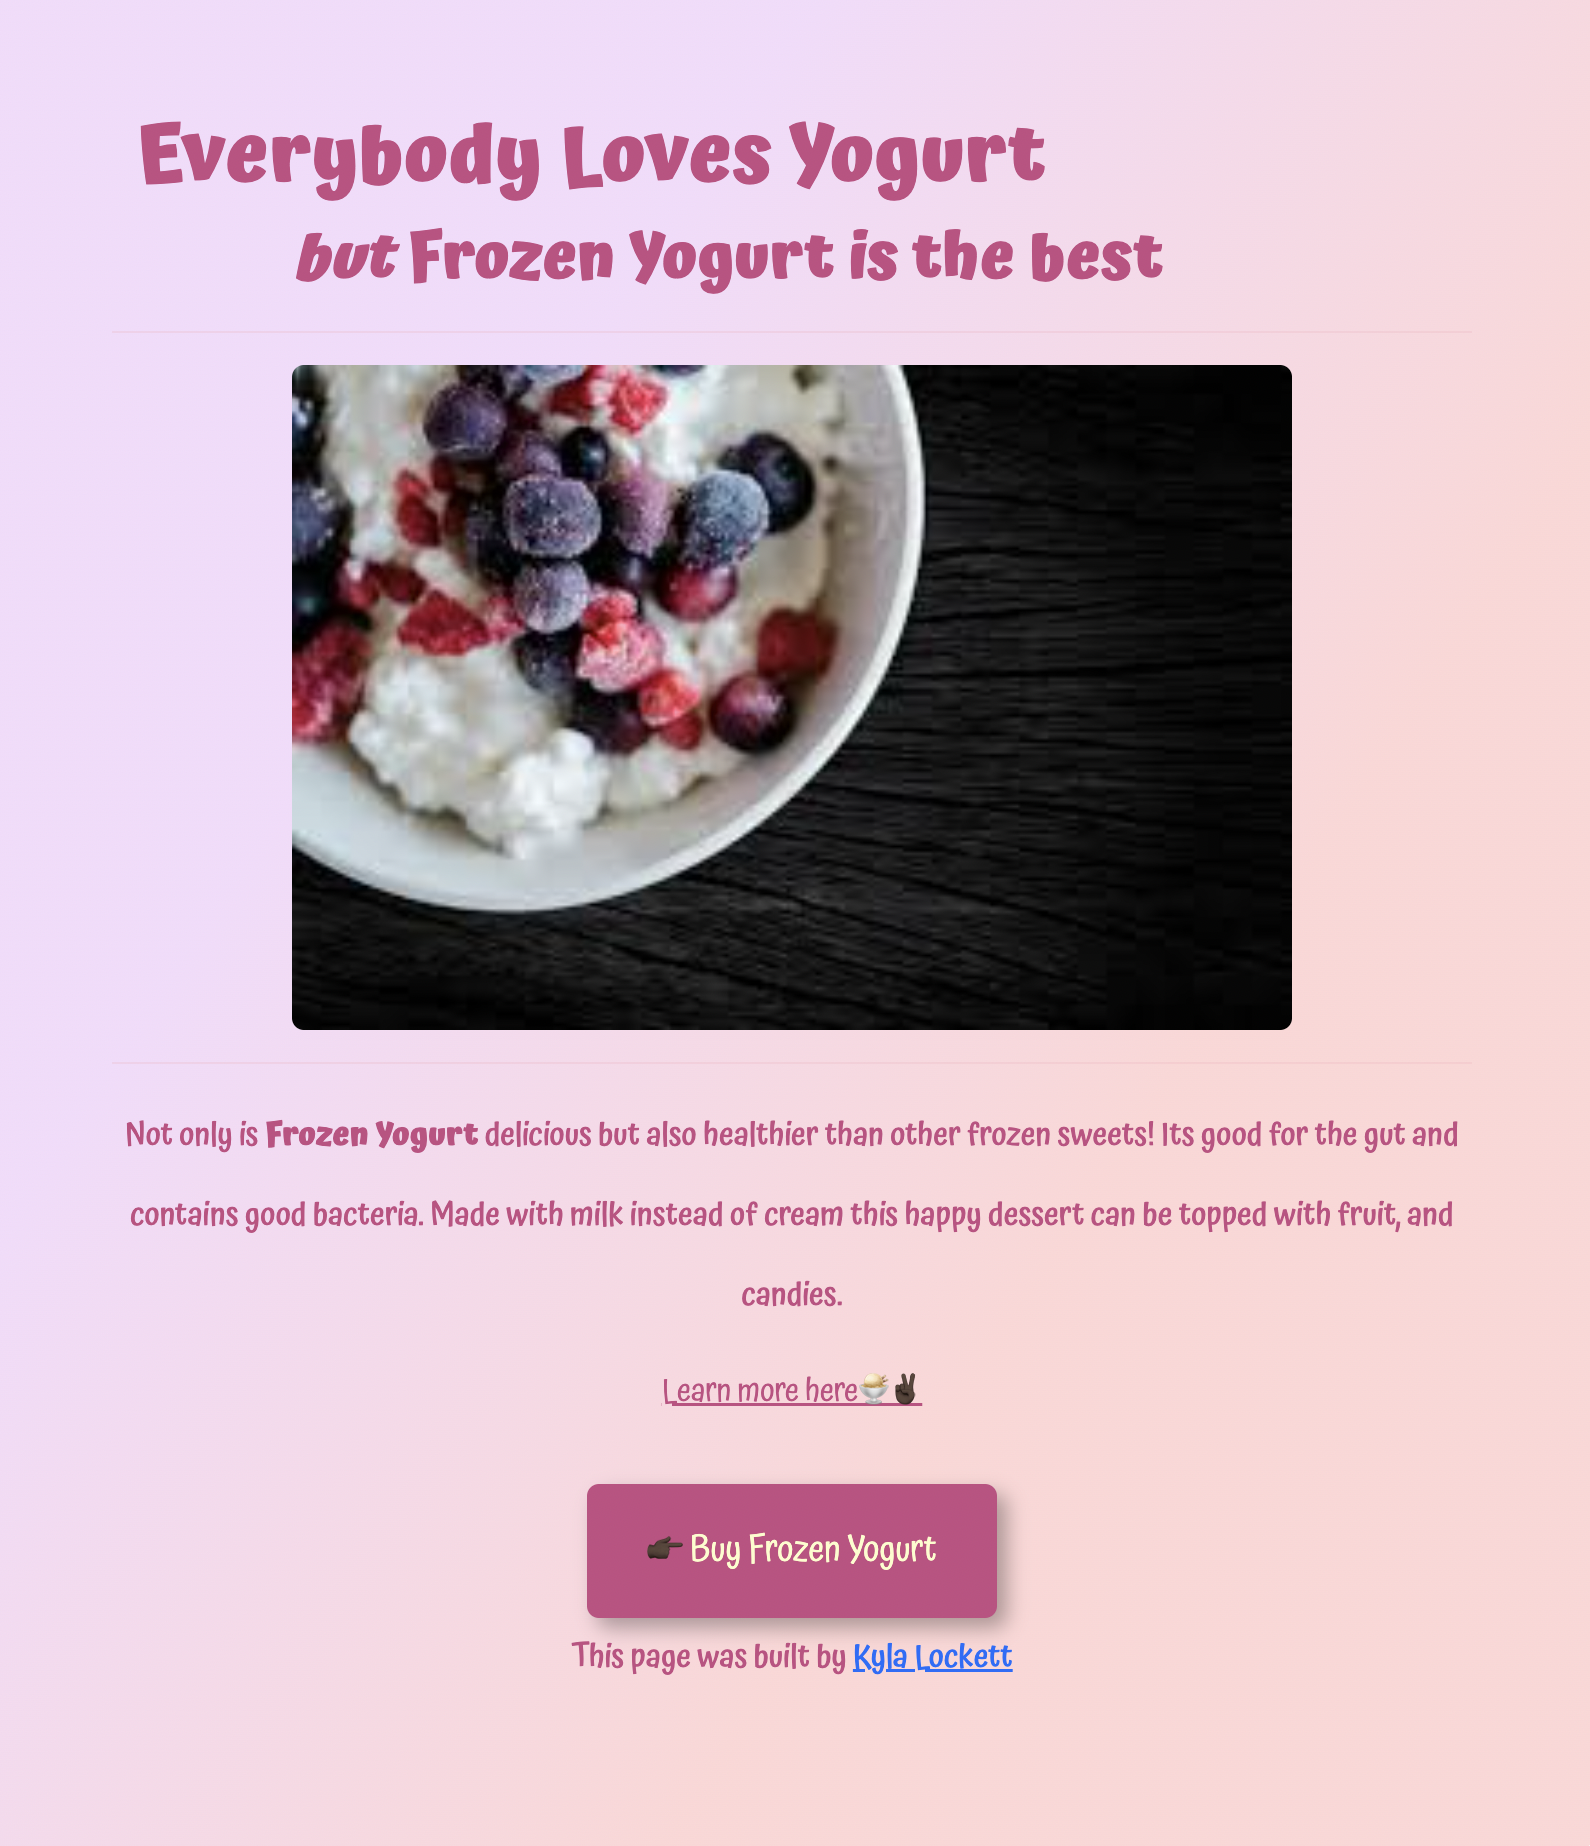 Everybody Loves Yogurt
but Frozen Yogurt is the best
Not only is Frozen Yogurt delicious but also healthier than other frozen sweets! Its good for the gut and
contains good bacteria. Made with milk instead of cream this happy dessert can be topped with fruit, and
candies.
Learn more here🍨✌🏿
👉🏿 Buy Frozen Yogurt
This page was built by Kyla Lockett